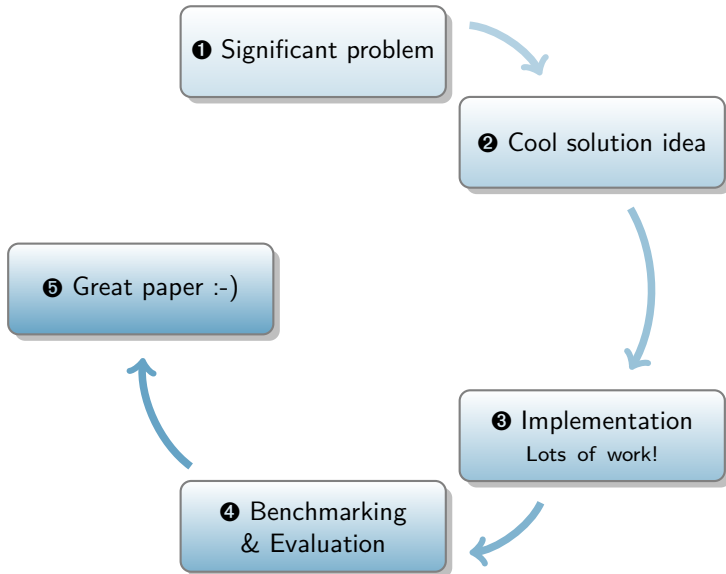 ❶ Significant problem
❷ Cool solution idea
❸ Implementation
Lots of work!
❹ Benchmarking
& Evaluation
❺ Great paper :-)